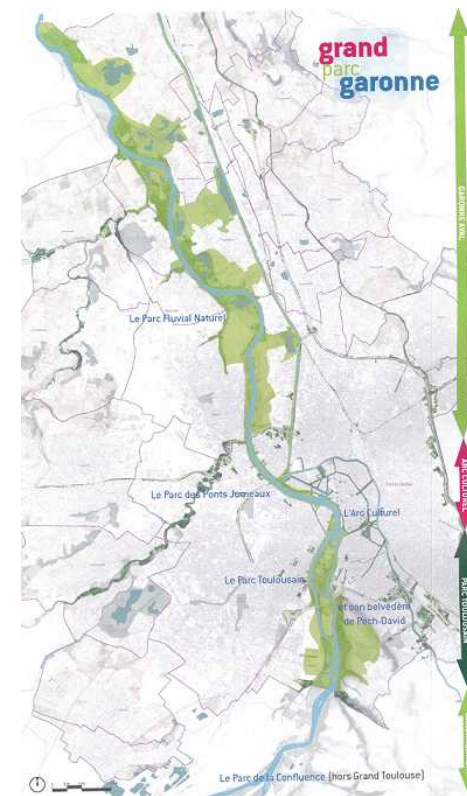 grand
parc
garonne
GARONNE AVAL
Le Parc Fluvial Naturel
ARC CULTUREL
Le Parc des Ponts Jumeaux
L'Arc Culturel
PARC TOULOUSAIN
Le Parc Toulousain
et son belvédère
de Pech-David
Le Parc de la Confluence (hors Grand Toulouse)